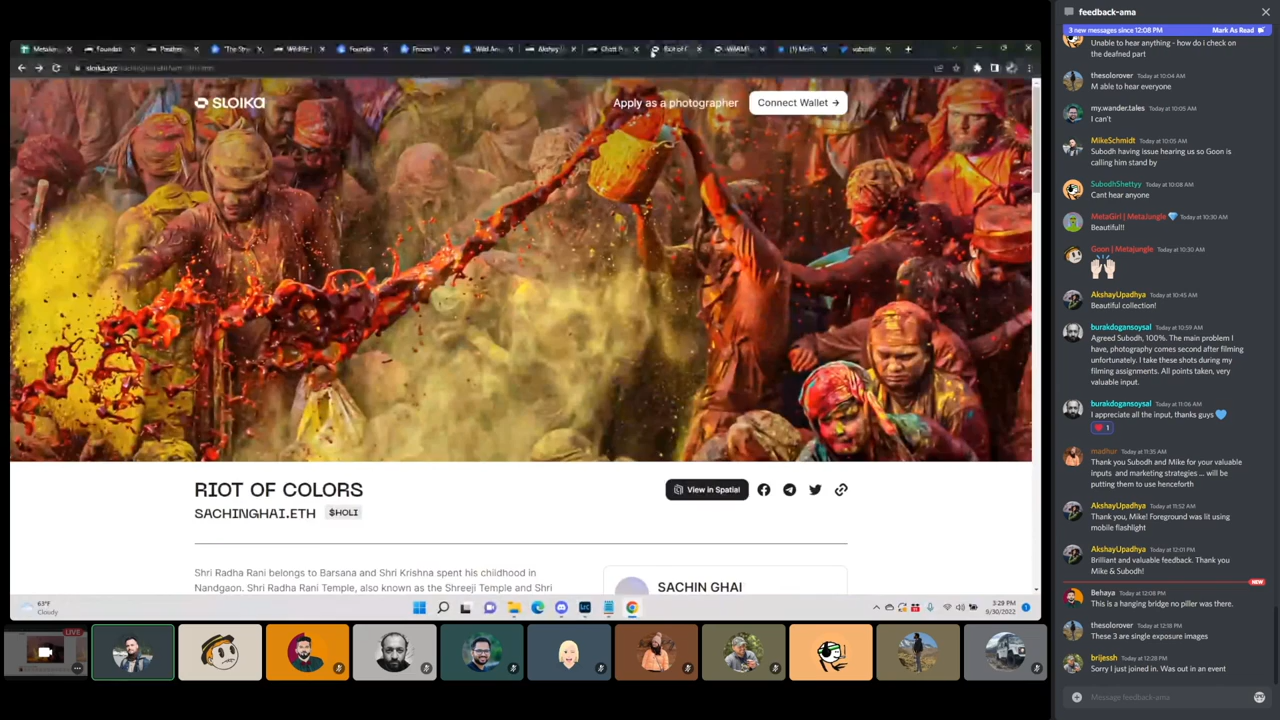 feedback-ama
3 new messages since 12:08 PM
Mark As Read
Unable to hear anything - how do i check on
the deafned part
thesolorover Today at 10:04 AM
M able to hear everyone
my.wander.tales Today at 10:05 AM
I can't
MikeSchmidt Today at 10:05 AM
Subodh having issue hearing us so Goon is
calling him stand by
SubodhShettyy Today at 10:08 AM
Cant hear anyone
MetaGirl | MetaJungle 💎 Today at 10:30 AM
Beautiful!!!
Goon | Metajungle Today at 10:30 AM
🙌🏻
AkshayUpadhya Today at 10:45 AM
Beautiful collection!
burakdogansoysal Today at 10:59 AM
Agreed Subodh, 100%. The main problem I
have, photography comes second after filming
unfortunately. I take these shots during my
filming assignments. All points taken, very
valuable input.
burakdogansoysal Today at 11:06 AM
I appreciate all the input, thanks guys 💙
❤️ 1
madhur Today at 11:35 AM
Thank you Subodh and Mike for your valuable
inputs and marketing strategies ... will be
putting them to use henceforth
AkshayUpadhya Today at 11:52 AM
Thank you, Mike! Foreground was lit using
mobile flashlight
AkshayUpadhya Today at 12:01 PM
Brilliant and valuable feedback. Thank you
Mike & Subodh!
NEW
Behaya Today at 12:08 PM
This is a hanging bridge no piller was there.
thesolorover Today at 12:18 PM
These 3 are single exposure images
brijessh Today at 12:28 PM
Sorry I just joined in. Was out in an event
Message feedback-ama
sloika.xyz
SLOIKA
Apply as a photographer
Connect Wallet →
RIOT OF COLORS
View in Spatial
SACHINGHAI.ETH
$HOLI
Shri Radha Rani belongs to Barsana and Shri Krishna spent his childhood in
Nandgaon. Shri Radha Rani Temple, also known as the Shreeji Temple and Shri
SACHIN GHAI
63°F
Cloudy
3:29 PM
9/30/2022
LIVE